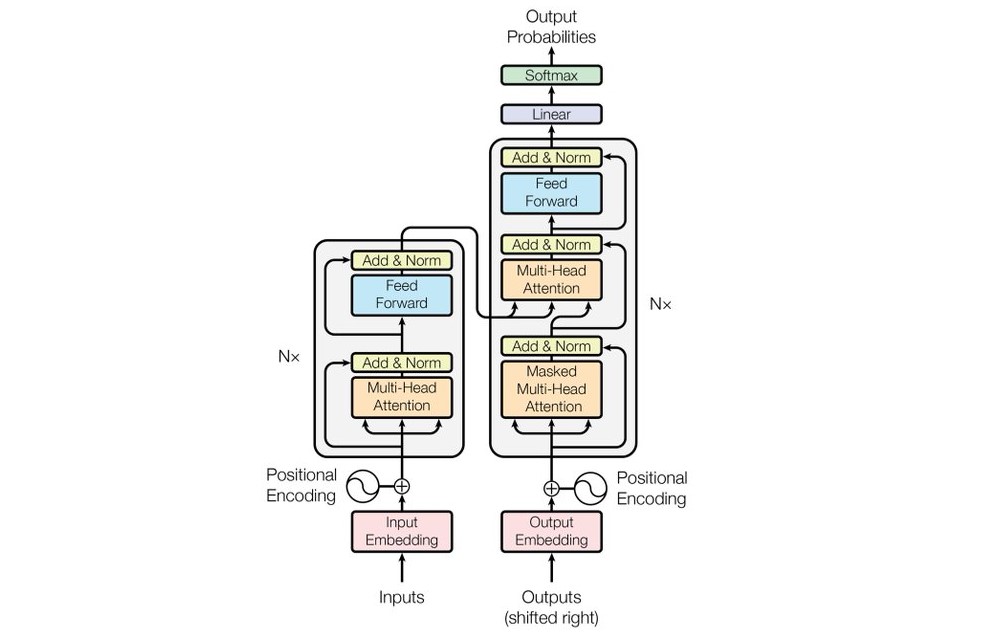 Output
Probabilities
Softmax
Linear
Add & Norm
Feed
Forward
Add & Norm
Multi-Head
Attention
Add & Norm
Masked
Multi-Head
Attention
Nx
Add & Norm
Feed
Forward
Add & Norm
Multi-Head
Attention
Nx
Positional
Encoding
Positional
Encoding
Input
Embedding
Output
Embedding
Inputs
Outputs
(shifted right)